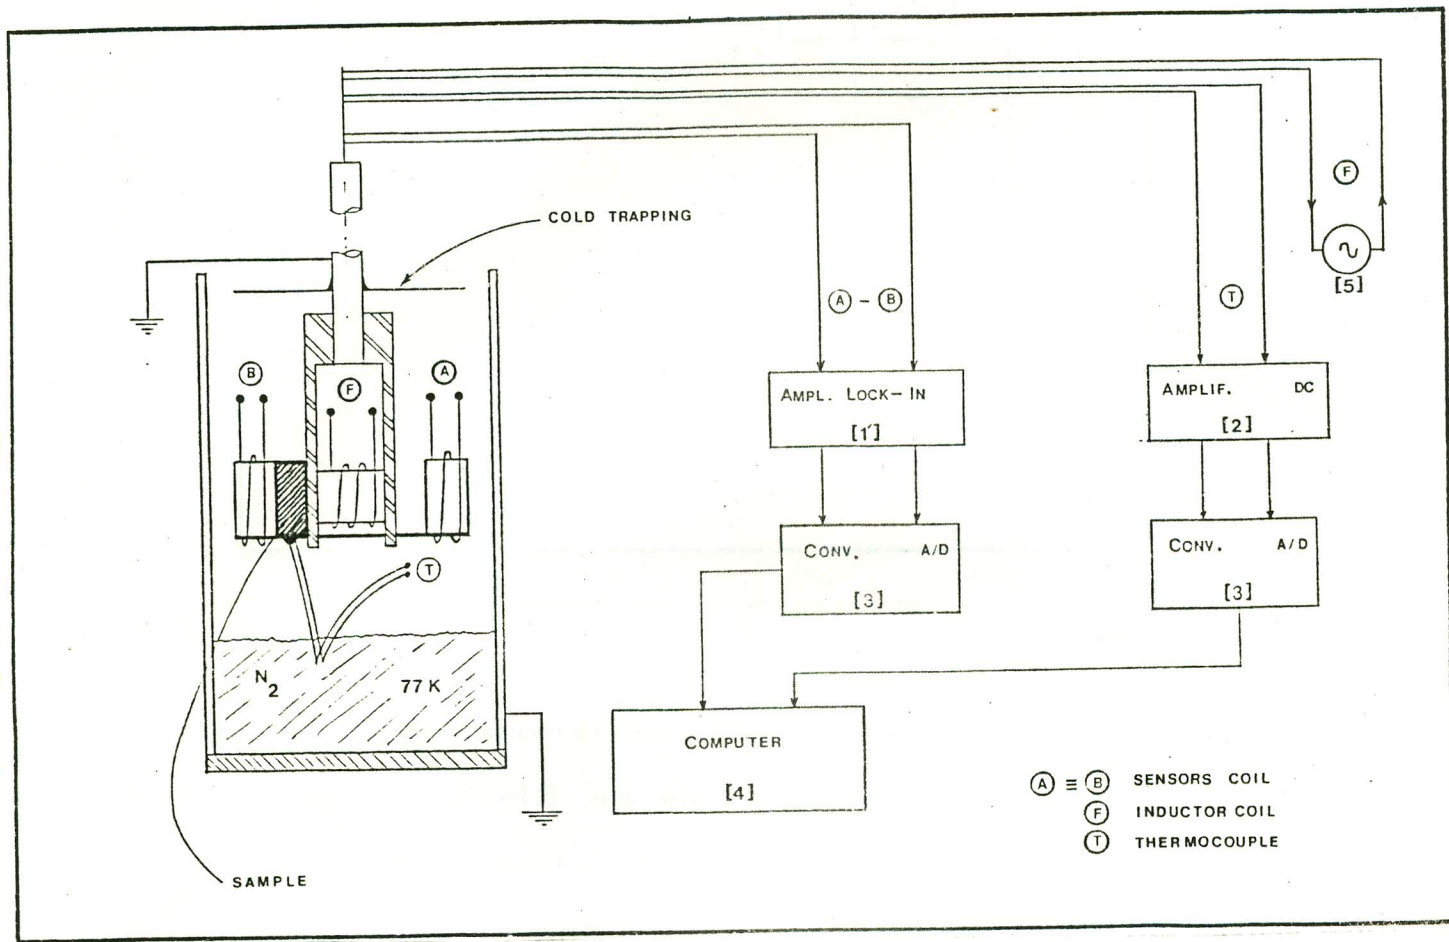 COLD TRAPPING
F
[5]
A - B
T
B
F
A
AMPL. LOCK-IN
[1']
AMPLIF. DC
[2]
CONV. A/D
[3]
CONV. A/D
[3]
T
N2
77 K
COMPUTER
[4]
A ≡ B SENSORS COIL
F INDUCTOR COIL
T THERMOCOUPLE
SAMPLE